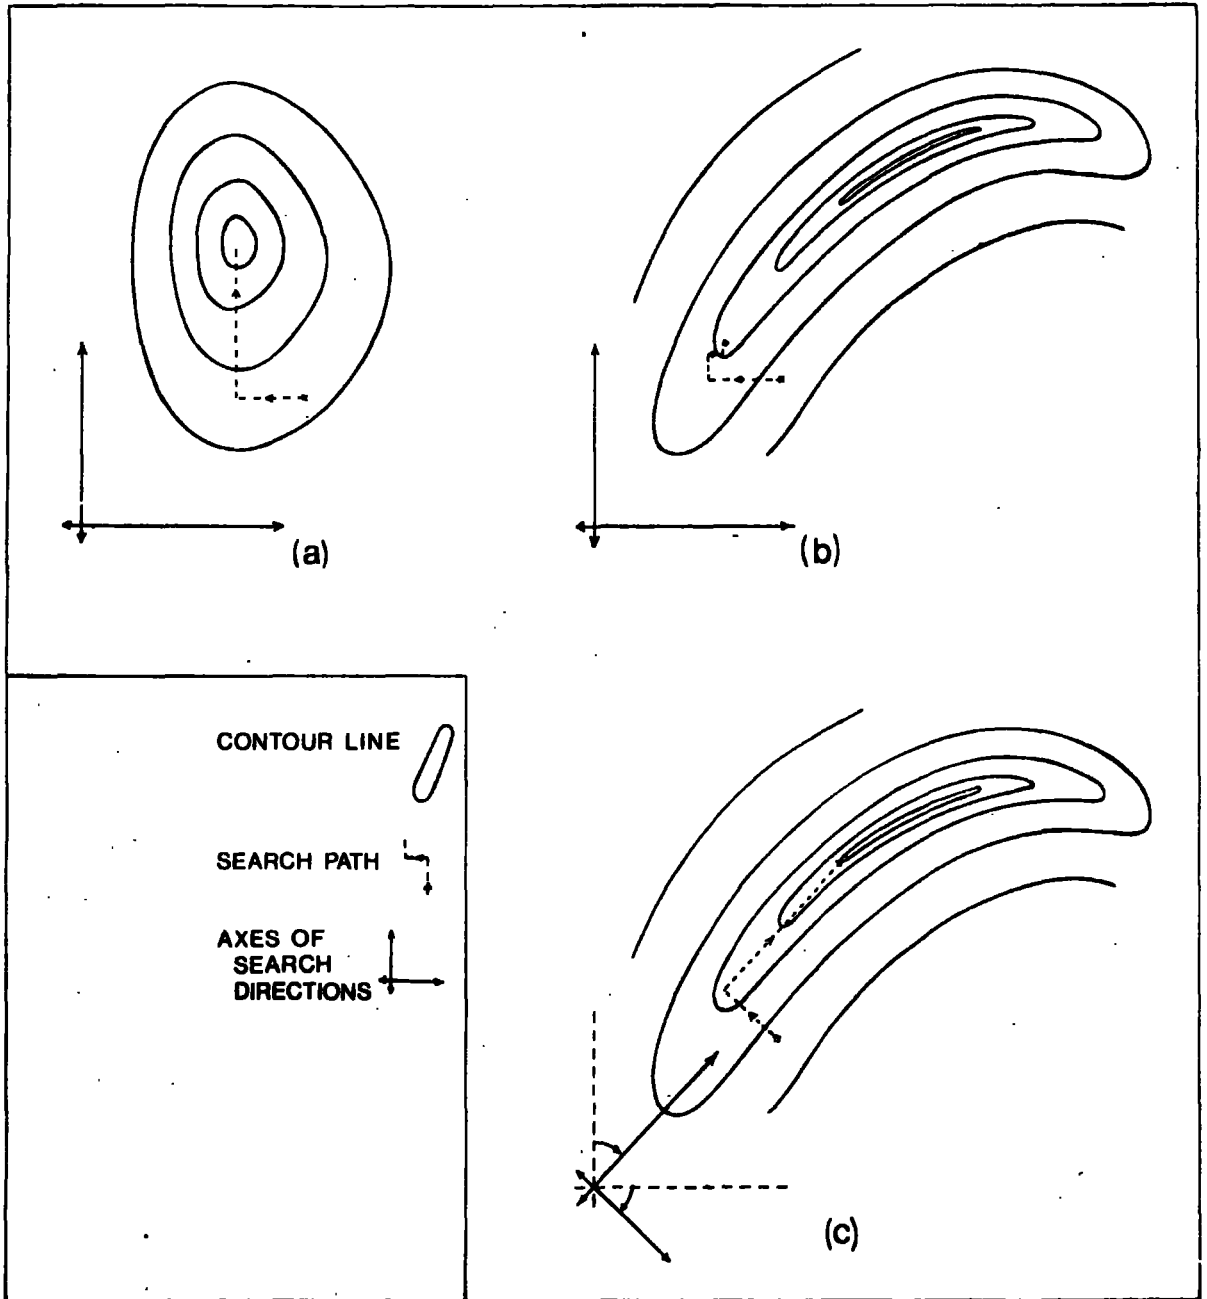 (a)
(b)
CONTOUR LINE
SEARCH PATH
AXES OF
SEARCH
DIRECTIONS
(c)